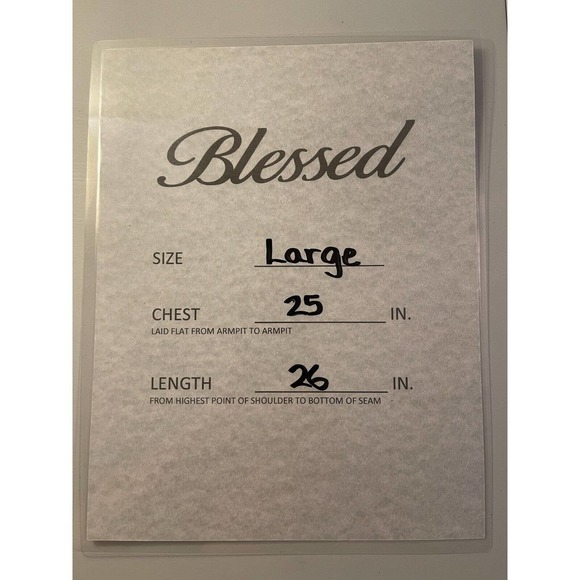 Blessed
SIZE Large
CHEST 25 IN.
LAID FLAT FROM ARMPIT TO ARMPIT
LENGTH 26 IN.
FROM HIGHEST POINT OF SHOULDER TO BOTTOM OF SEAM